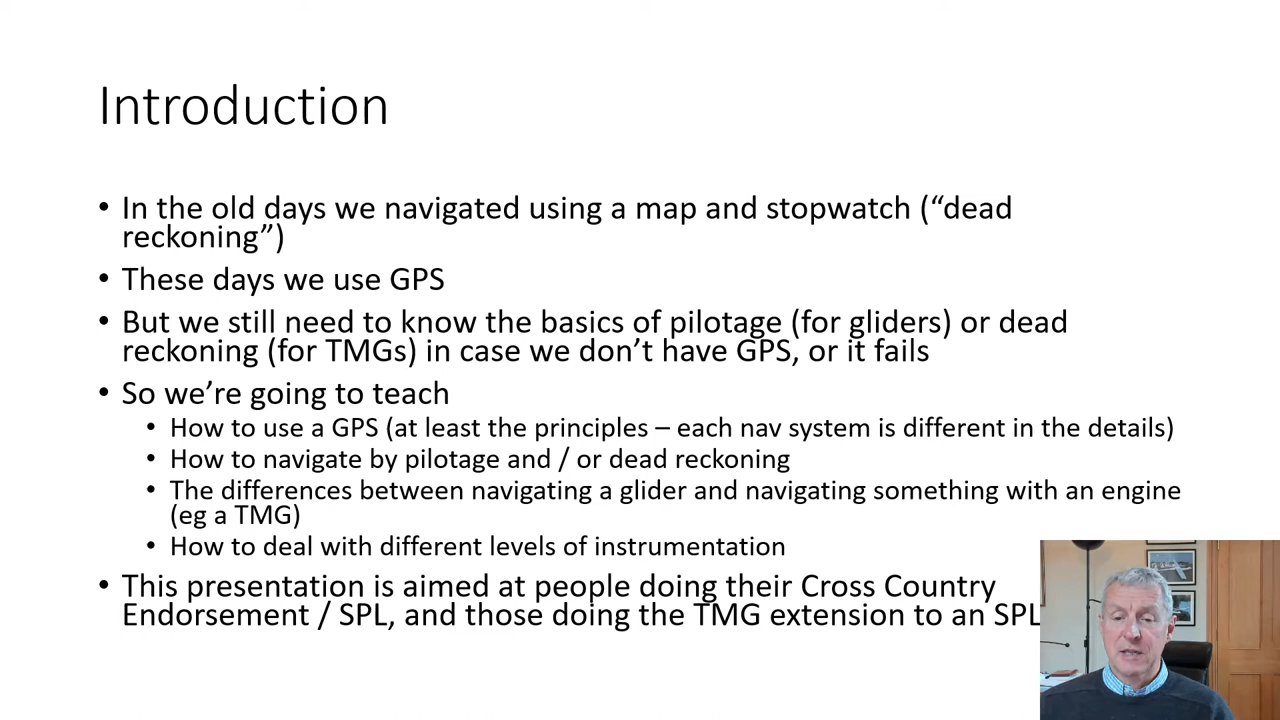 Introduction
• In the old days we navigated using a map and stopwatch (“dead
reckoning”)
• These days we use GPS
• But we still need to know the basics of pilotage (for gliders) or dead
reckoning (for TMGs) in case we don’t have GPS, or it fails
• So we’re going to teach
• How to use a GPS (at least the principles – each nav system is different in the details)
• How to navigate by pilotage and / or dead reckoning
• The differences between navigating a glider and navigating something with an engine
(eg a TMG)
• How to deal with different levels of instrumentation
• This presentation is aimed at people doing their Cross Country
Endorsement / SPL, and those doing the TMG extension to an SPL